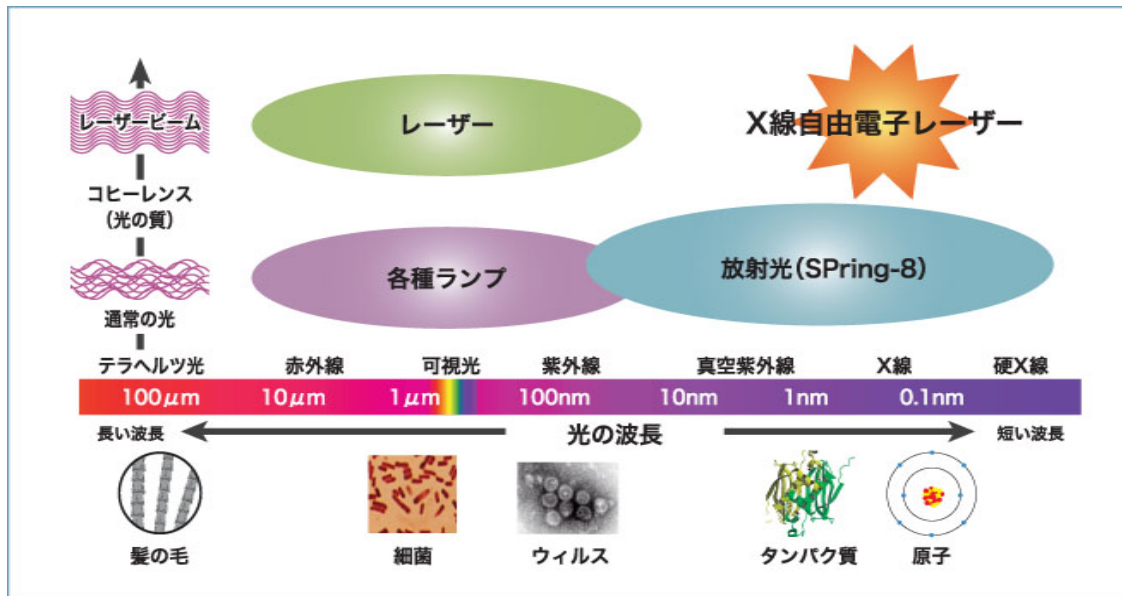 レーザービーム
コヒーレンス
(光の質)
通常の光
レーザー
X線自由電子レーザー
各種ランプ
放射光(SPring-8)
テラヘルツ光 赤外線 可視光 紫外線 真空紫外線 X線 硬X線
100μm 10μm 1μm 100nm 10nm 1nm 0.1nm
長い波長 光の波長 短い波長
髪の毛 細菌 ウィルス タンパク質 原子